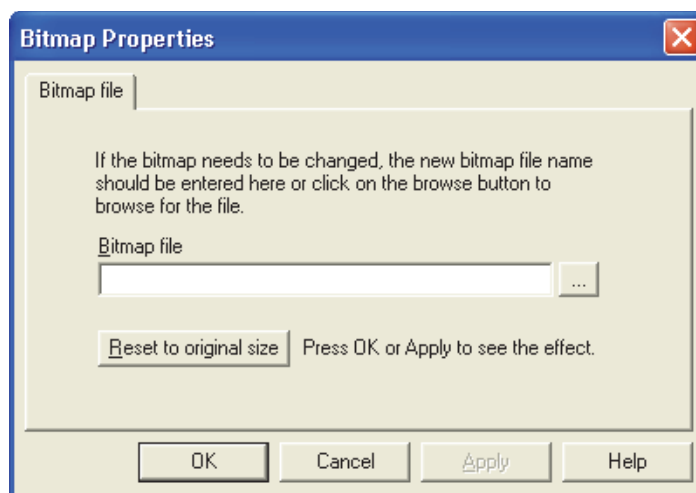 Bitmap Properties
Bitmap file
If the bitmap needs to be changed, the new bitmap file name
should be entered here or click on the browse button to
browse for the file.
Bitmap file
...
Reset to original size Press OK or Apply to see the effect.
OK Cancel Apply Help